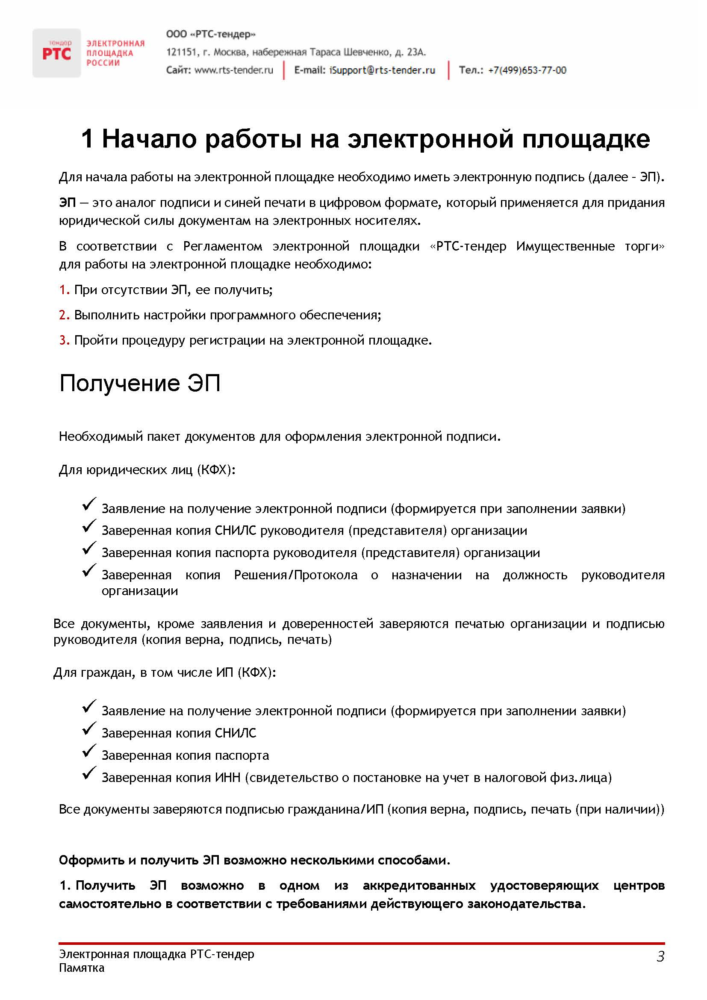 тендер
РТС
ЭЛЕКТРОННАЯ
ПЛОЩАДКА
РОССИИ
ООО «РТС-тендер»
121151, г. Москва, набережная Тараса Шевченко, д. 23А.
Сайт: www.rts-tender.ru | E-mail: iSupport@rts-tender.ru | Тел.: +7(499)653-77-00
1 Начало работы на электронной площадке
Для начала работы на электронной площадке необходимо иметь электронную подпись (далее - ЭП).
ЭП — это аналог подписи и синей печати в цифровом формате, который применяется для придания
юридической силы документам на электронных носителях.
В соответствии с Регламентом электронной площадки «РТС-тендер Имущественные торги»
для работы на электронной площадке необходимо:
1. При отсутствии ЭП, ее получить;
2. Выполнить настройки программного обеспечения;
3. Пройти процедуру регистрации на электронной площадке.
Получение ЭП
Необходимый пакет документов для оформления электронной подписи.
Для юридических лиц (КФХ):
✓ Заявление на получение электронной подписи (формируется при заполнении заявки)
✓ Заверенная копия СНИЛС руководителя (представителя) организации
✓ Заверенная копия паспорта руководителя (представителя) организации
✓ Заверенная копия Решения/Протокола о назначении на должность руководителя
организации
Все документы, кроме заявления и доверенностей заверяются печатью организации и подписью
руководителя (копия верна, подпись, печать)
Для граждан, в том числе ИП (КФХ):
✓ Заявление на получение электронной подписи (формируется при заполнении заявки)
✓ Заверенная копия СНИЛС
✓ Заверенная копия паспорта
✓ Заверенная копия ИНН (свидетельство о постановке на учет в налоговой физ.лица)
Все документы заверяются подписью гражданина/ИП (копия верна, подпись, печать (при наличии))
Оформить и получить ЭП возможно несколькими способами.
1. Получить ЭП возможно в одном из аккредитованных удостоверяющих центров
самостоятельно в соответствии с требованиями действующего законодательства.
Электронная площадка РТС-тендер
Памятка
3